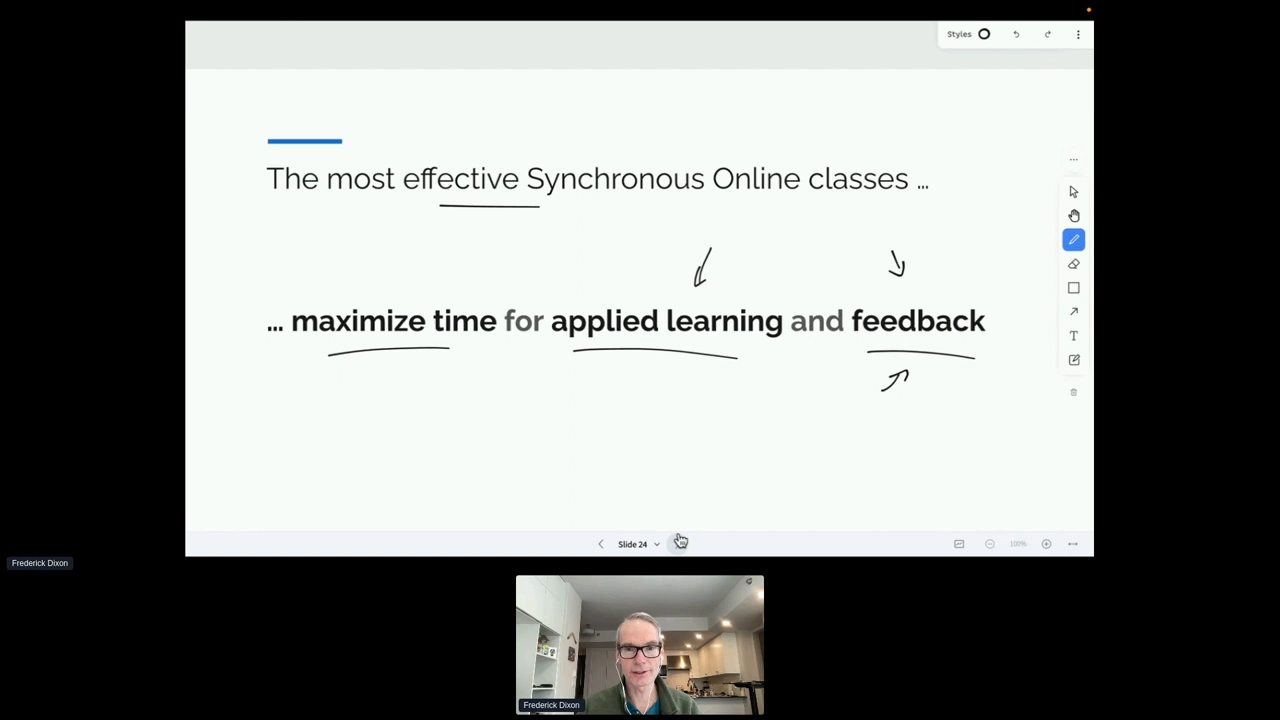 Styles
The most effective Synchronous Online classes ...
... maximize time for applied learning and feedback
T
Slide 24
100%
Frederick Dixon
Frederick Dixon